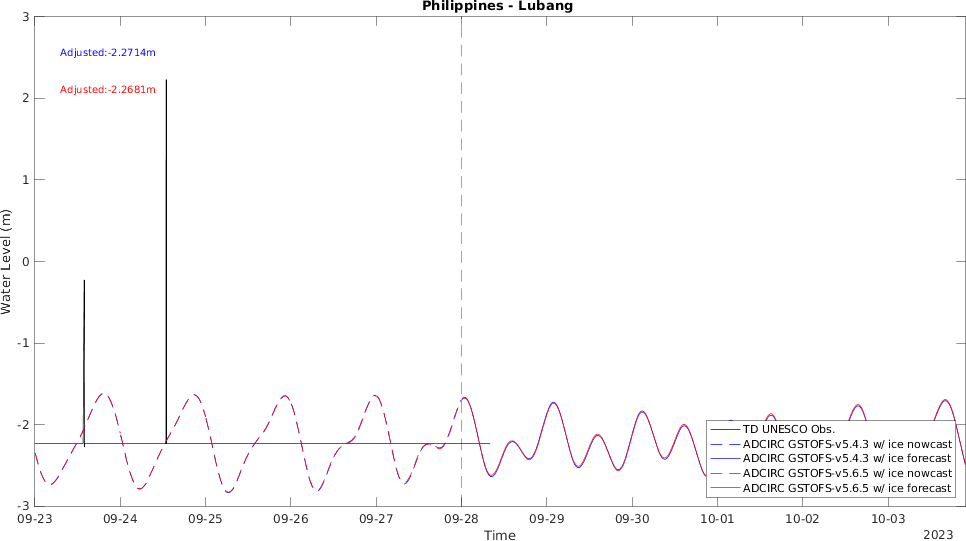 Philippines - Lubang
3
Adjusted:-2.2714m
Adjusted:-2.2681m
2
1
0
-1
-2
-3
Water Level (m)
TD UNESCO Obs.
ADCIRC GSTOFS-v5.4.3 w/ ice nowcast
ADCIRC GSTOFS-v5.4.3 w/ ice forecast
ADCIRC GSTOFS-v5.6.5 w/ ice nowcast
ADCIRC GSTOFS-v5.6.5 w/ ice forecast
09-23 09-24 09-25 09-26 09-27 09-28 09-29 09-30 10-01 10-02 10-03
Time
2023